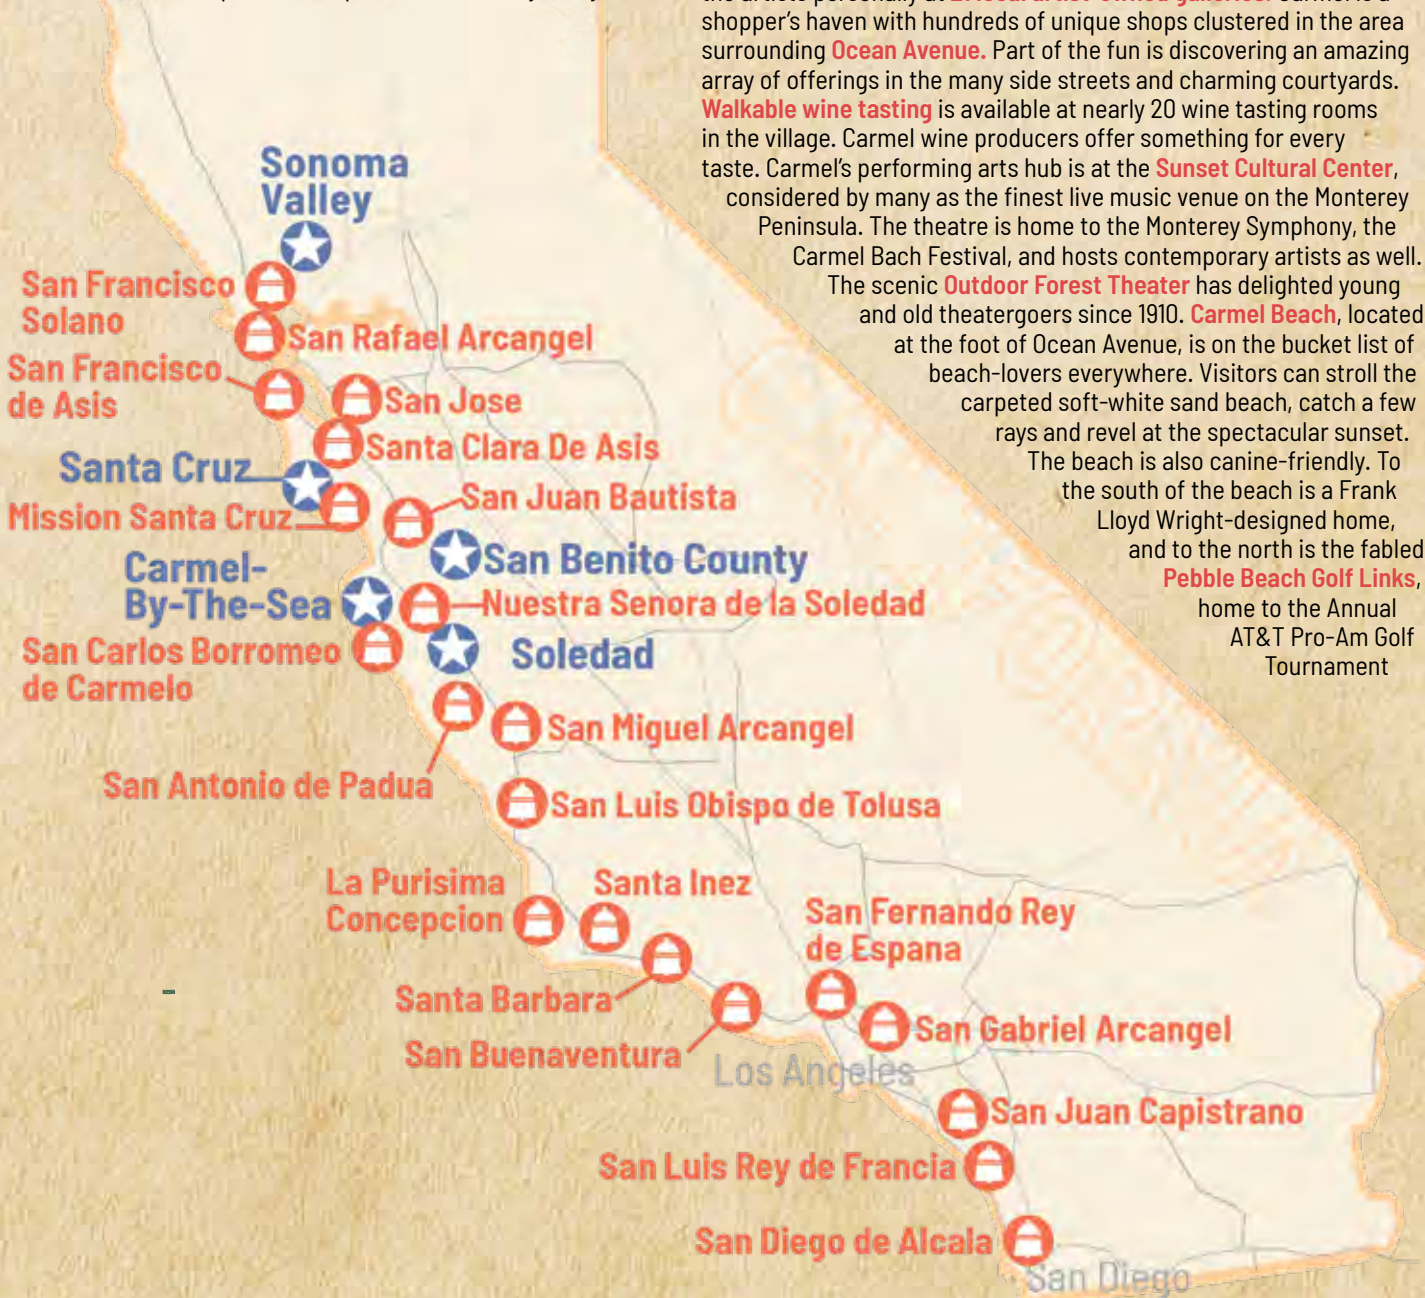 shopper's haven with hundreds of unique shops clustered in the area
surrounding Ocean Avenue. Part of the fun is discovering an amazing
array of offerings in the many side streets and charming courtyards.
Walkable wine tasting is available at nearly 20 wine tasting rooms
in the village. Carmel wine producers offer something for every
taste. Carmel's performing arts hub is at the Sunset Cultural Center,
considered by many as the finest live music venue on the Monterey
Peninsula. The theatre is home to the Monterey Symphony, the
Carmel Bach Festival, and hosts contemporary artists as well.
The scenic Outdoor Forest Theater has delighted young
and old theatergoers since 1910. Carmel Beach, located
at the foot of Ocean Avenue, is on the bucket list of
beach-lovers everywhere. Visitors can stroll the
carpeted soft-white sand beach, catch a few
rays and revel at the spectacular sunset.
The beach is also canine-friendly. To
the south of the beach is a Frank
Lloyd Wright-designed home,
and to the north is the fabled
Pebble Beach Golf Links,
home to the Annual
AT&T Pro-Am Golf
Tournament
Sonoma
Valley
San Francisco
Solano
San Rafael Arcangel
San Francisco
de Asis
San Jose
Santa Clara De Asis
Santa Cruz
Mission Santa Cruz
San Juan Bautista
San Benito County
Carmel-
By-The-Sea
Nuestra Senora de la Soledad
San Carlos Borromeo
de Carmelo
Soledad
San Miguel Arcangel
San Antonio de Padua
San Luis Obispo de Tolusa
La Purisima
Concepcion
Santa Inez
San Fernando Rey
de Espana
Santa Barbara
San Gabriel Arcangel
San Buenaventura
Los Angeles
San Juan Capistrano
San Luis Rey de Francia
San Diego de Alcala
San Diego